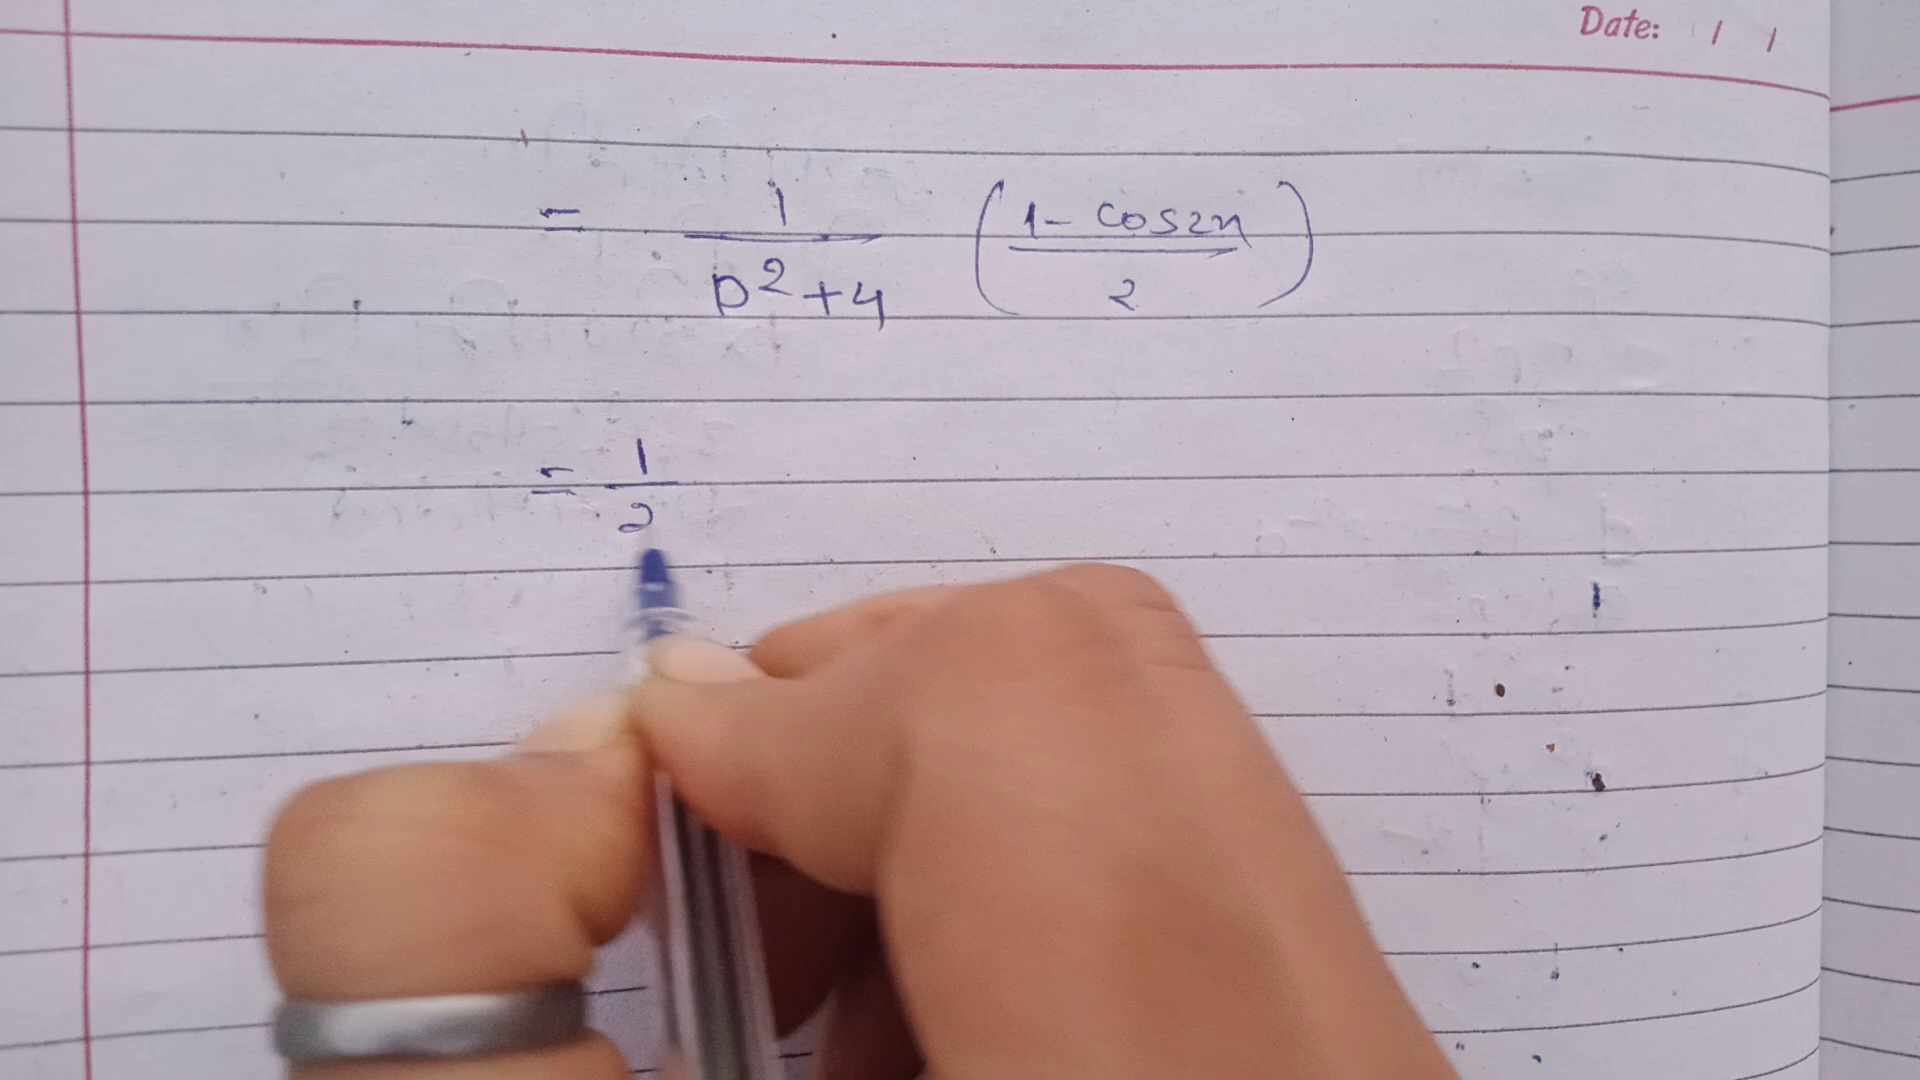 Date: / /
= 1/(D²+4) ((1-cos2x)/2)
= 1/2